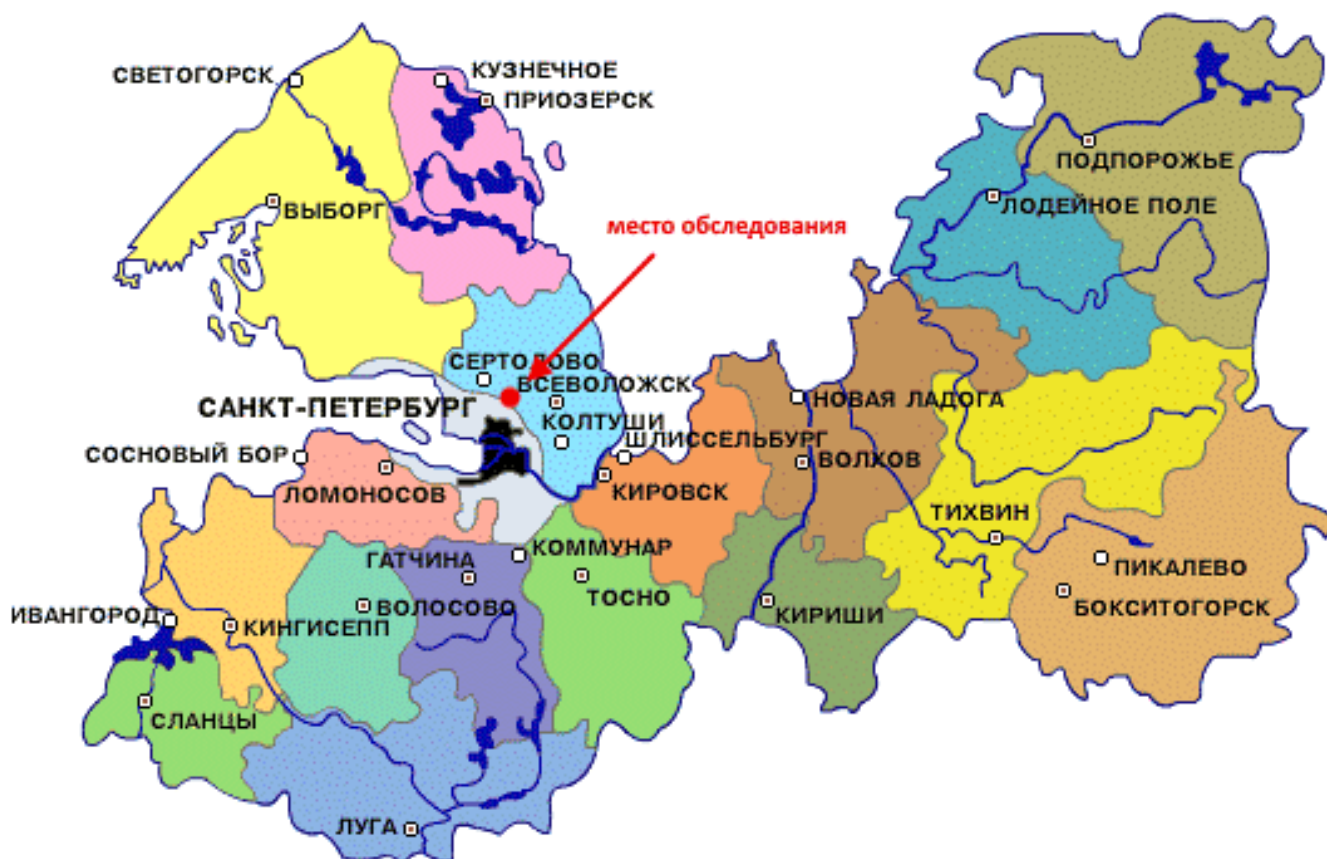 СВЕТОГОРСК
КУЗНЕЧНОЕ
ПРИОЗЕРСК
ПОДПОРОЖЬЕ
ВЫБОРГ
ЛОДЕЙНОЕ ПОЛЕ
место обследования
СЕРТОЛОВО
ВСЕВОЛОЖСК
САНКТ-ПЕТЕРБУРГ
НОВАЯ ЛАДОГА
КОЛТУШИ
ШЛИССЕЛЬБУРГ
СОСНОВЫЙ БОР
ВОЛХОВ
ЛОМОНОСОВ
КИРОВСК
ТИХВИН
КОММУНАР
ГАТЧИНА
ПИКАЛЕВО
ТОСНО
ВОЛОСОВО
КИРИШИ
БОКСИТОГОРСК
ИВАНГОРОД
КИНГИСЕПП
СЛАНЦЫ
ЛУГА